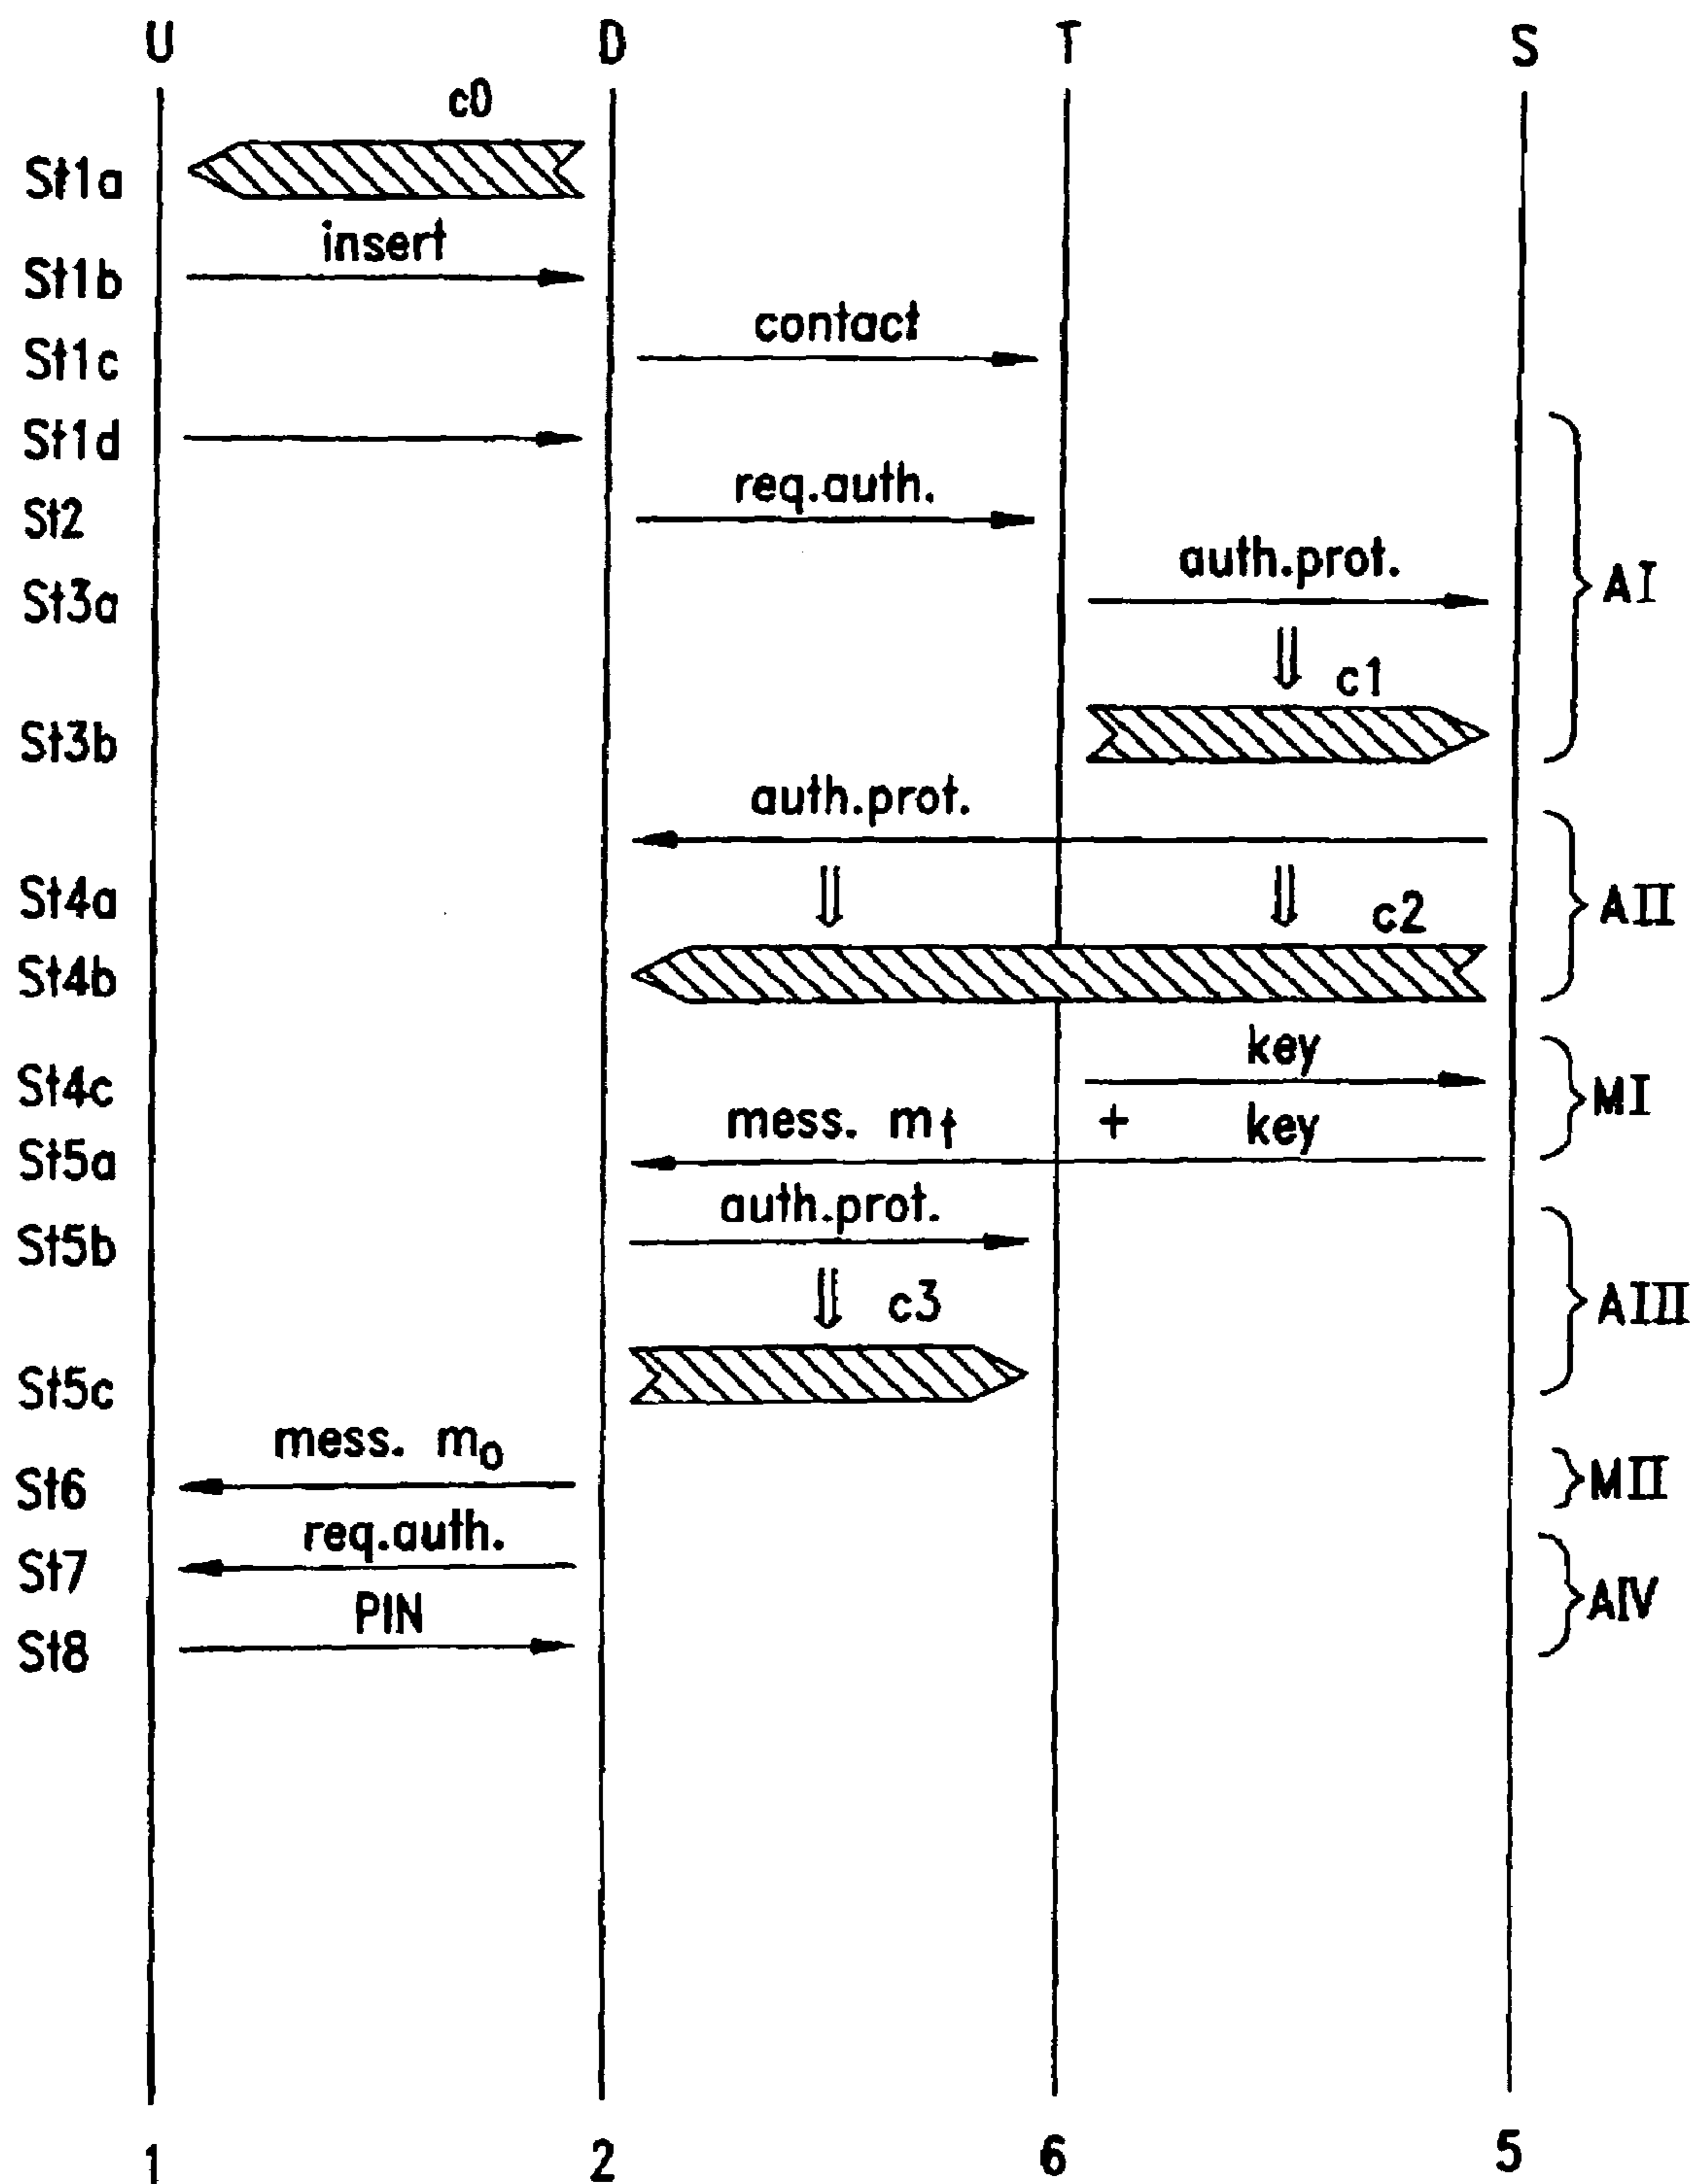 U D T S
c0
St1a
insert
St1b
contact
St1c
St1d
req.auth.
St2
auth.prot.
St3a
AI
c1
St3b
auth.prot.
St4a
c2
AII
St4b
key
St4c
MI
mess. mt + key
St5a
auth.prot.
St5b
c3
AIII
St5c
mess. mo
St6
MII
req.auth.
St7
AIV
PIN
St8
1 2 6 5